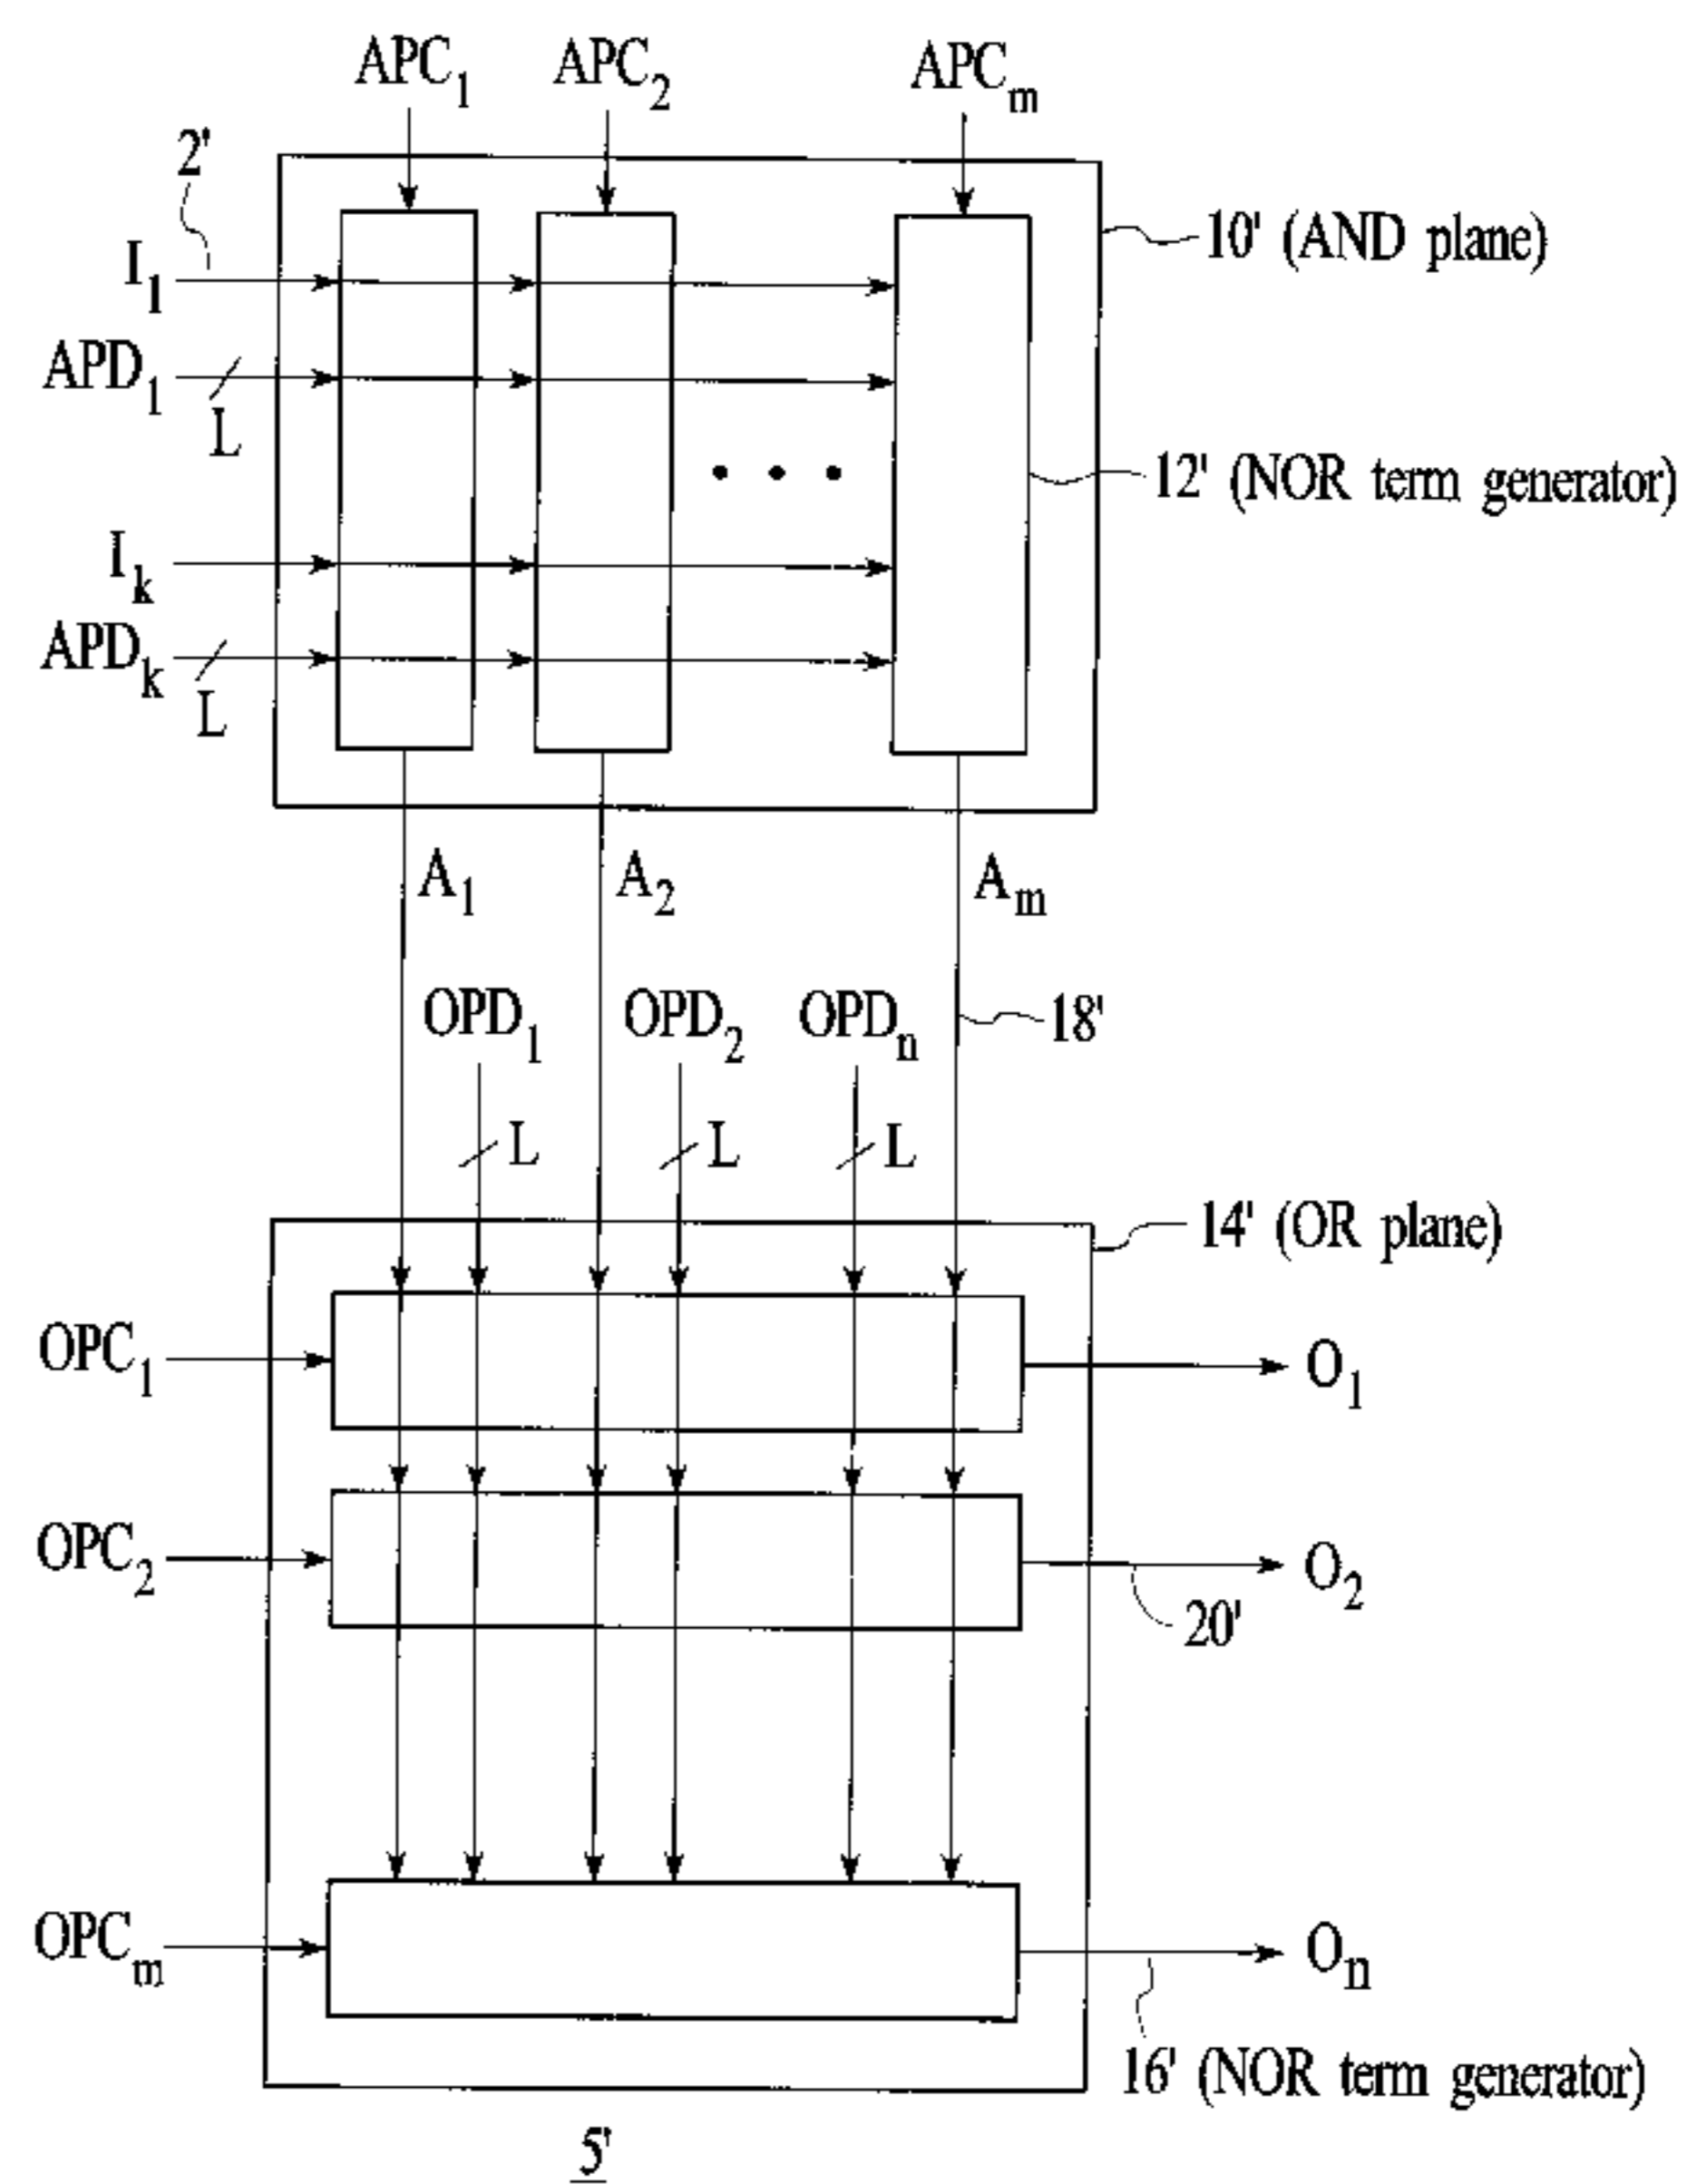 APC1 APC2 APCm
2'
I1
10' (AND plane)
APD1
L
12' (NOR term generator)
Ik
APDk
L
A1 A2 Am
OPD1 OPD2 OPDn
18'
L L L
14' (OR plane)
OPC1
O1
OPC2
O2
20'
OPCm
On
16' (NOR term generator)
5'